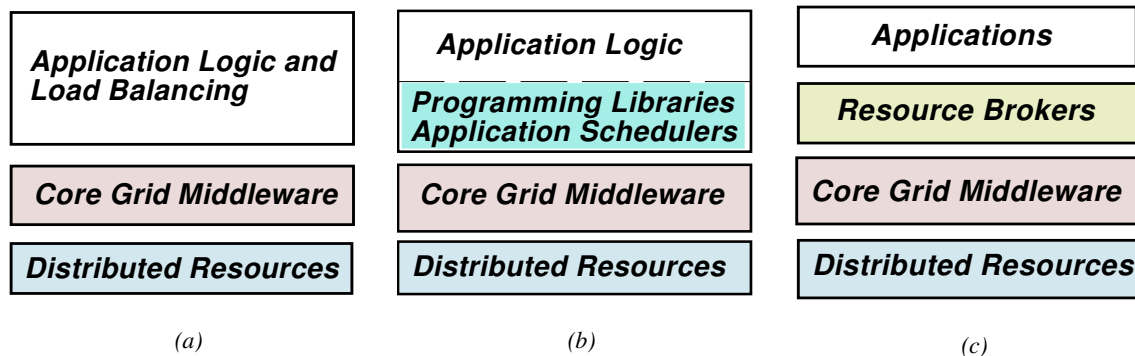 Application Logic and
Load Balancing
Core Grid Middleware
Distributed Resources
(a)
Application Logic
Programming Libraries
Application Schedulers
Core Grid Middleware
Distributed Resources
(b)
Applications
Resource Brokers
Core Grid Middleware
Distributed Resources
(c)